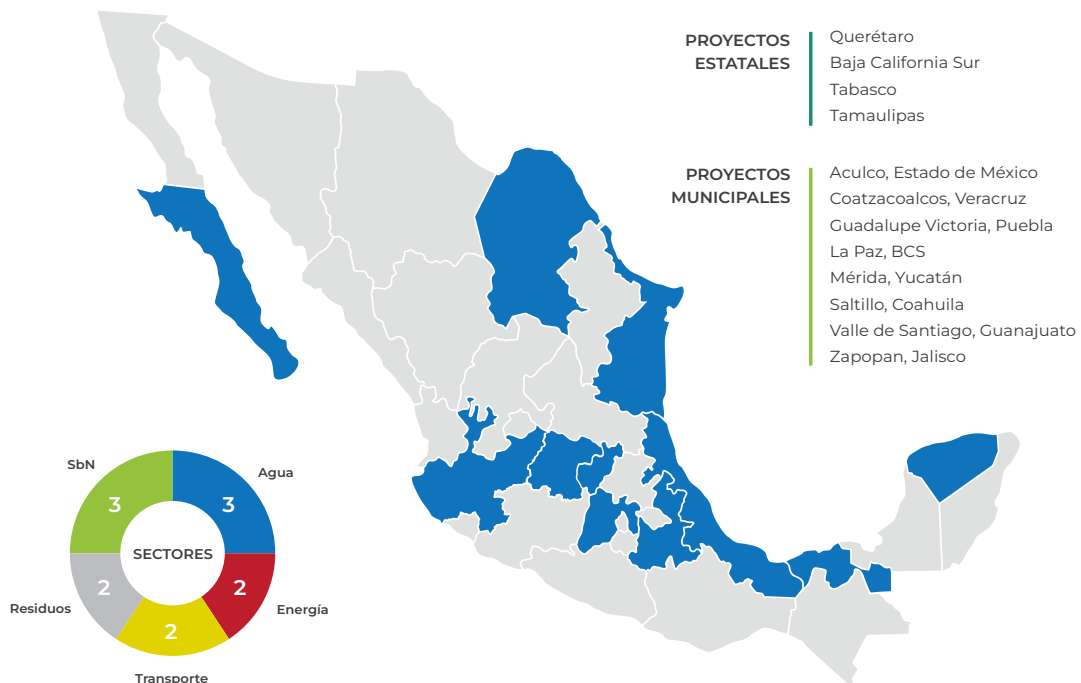 PROYECTOS
ESTATALES
Querétaro
Baja California Sur
Tabasco
Tamaulipas
PROYECTOS
MUNICIPALES
Aculco, Estado de México
Coatzacoalcos, Veracruz
Guadalupe Victoria, Puebla
La Paz, BCS
Mérida, Yucatán
Saltillo, Coahuila
Valle de Santiago, Guanajuato
Zapopan, Jalisco
SbN
Agua
3
3
SECTORES
Residuos
2
2
Energía
2
Transporte